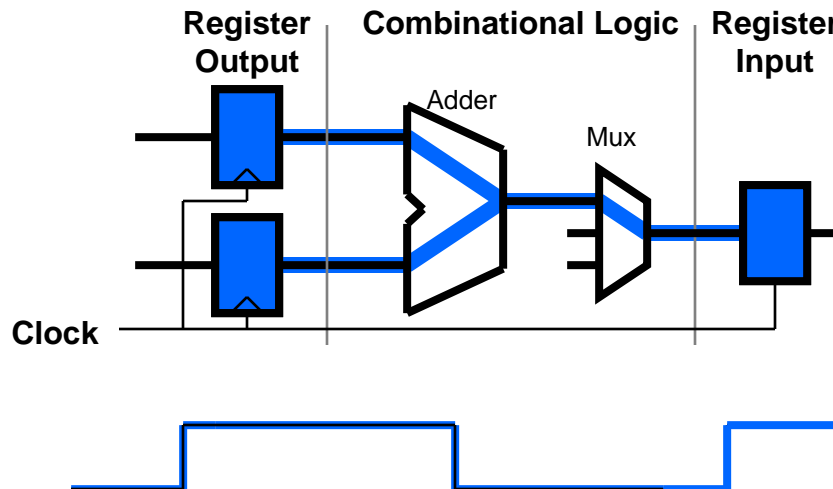 Register
Output
Combinational Logic
Register
Input
Adder
Mux
Clock